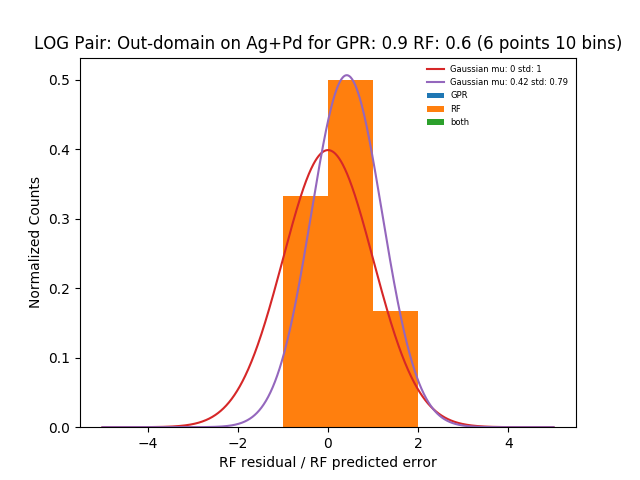 LOG Pair: Out-domain on Ag+Pd for GPR: 0.9 RF: 0.6 (6 points 10 bins)
Gaussian mu: 0 std: 1
Gaussian mu: 0.42 std: 0.79
GPR
RF
both
Normalized Counts
0.5
0.4
0.3
0.2
0.1
0.0
−4 −2 0 2 4
RF residual / RF predicted error